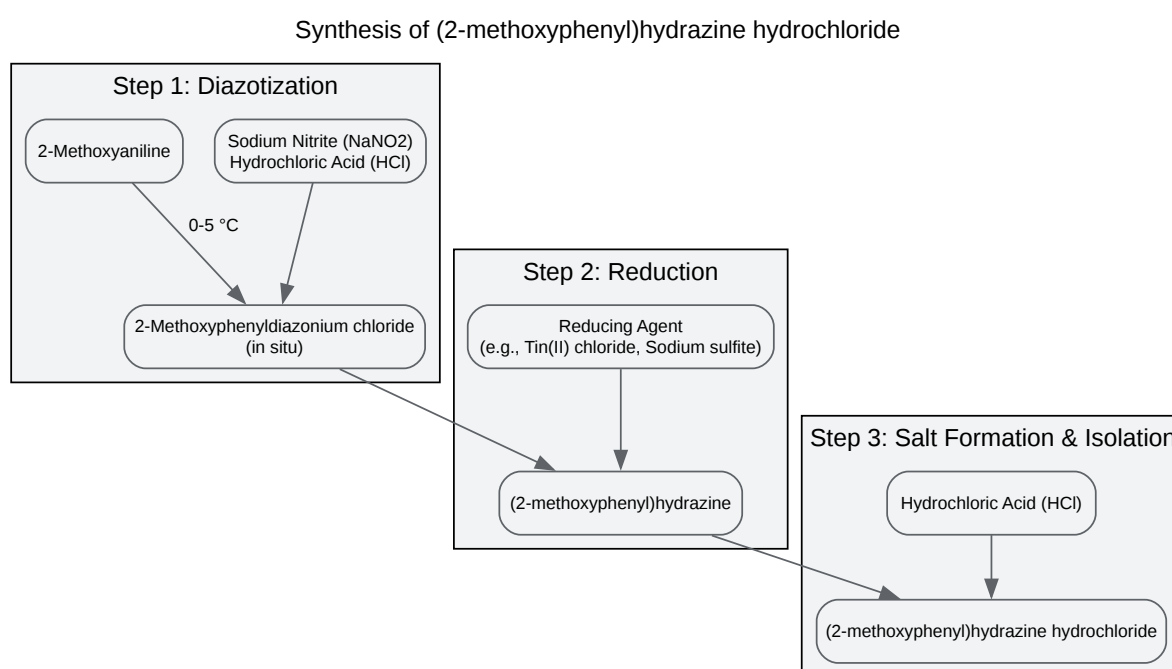 Synthesis of (2-methoxyphenyl)hydrazine hydrochloride
Step 1: Diazotization
2-Methoxyaniline
Sodium Nitrite (NaNO2)
Hydrochloric Acid (HCl)
0-5 °C
2-Methoxyphenyldiazonium chloride
(in situ)
Step 2: Reduction
Reducing Agent
(e.g., Tin(II) chloride, Sodium sulfite)
(2-methoxyphenyl)hydrazine
Step 3: Salt Formation & Isolation
Hydrochloric Acid (HCl)
(2-methoxyphenyl)hydrazine hydrochloride